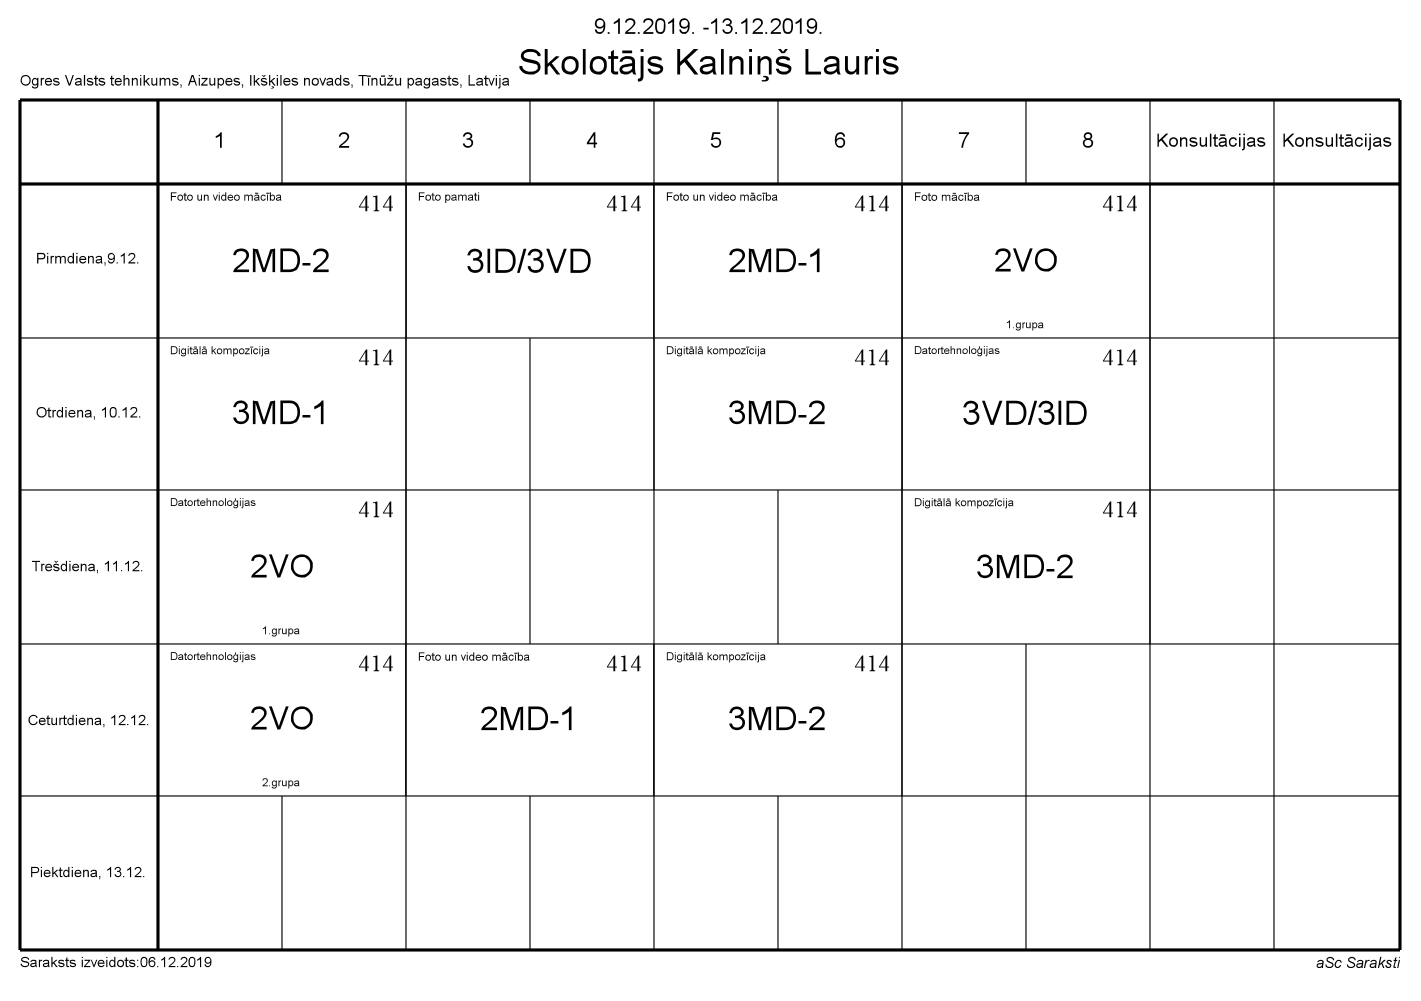 9.12.2019. -13.12.2019.
Skolotājs Kalniņš Lauris
Ogres Valsts tehnikums, Aizupes, Ikšķiles novads, Tīnūžu pagasts, Latvija
1 2 3 4 5 6 7 8 Konsultācijas Konsultācijas
Foto un video mācība 414 Foto pamati 414 Foto un video mācība 414 Foto mācība 414
Pirmdiena,9.12. 2MD-2 3ID/3VD 2MD-1 2VO
1.grupa
Digitālā kompozīcija 414 Digitālā kompozīcija 414 Datortehnoloģijas 414
Otrdiena, 10.12. 3MD-1 3MD-2 3VD/3ID
Datortehnoloģijas 414 Digitālā kompozīcija 414
Trešdiena, 11.12. 2VO 3MD-2
1.grupa
Datortehnoloģijas 414 Foto un video mācība 414 Digitālā kompozīcija 414
Ceturtdiena, 12.12. 2VO 2MD-1 3MD-2
2.grupa
Piektdiena, 13.12.
Saraksts izveidots:06.12.2019 aSc Saraksti